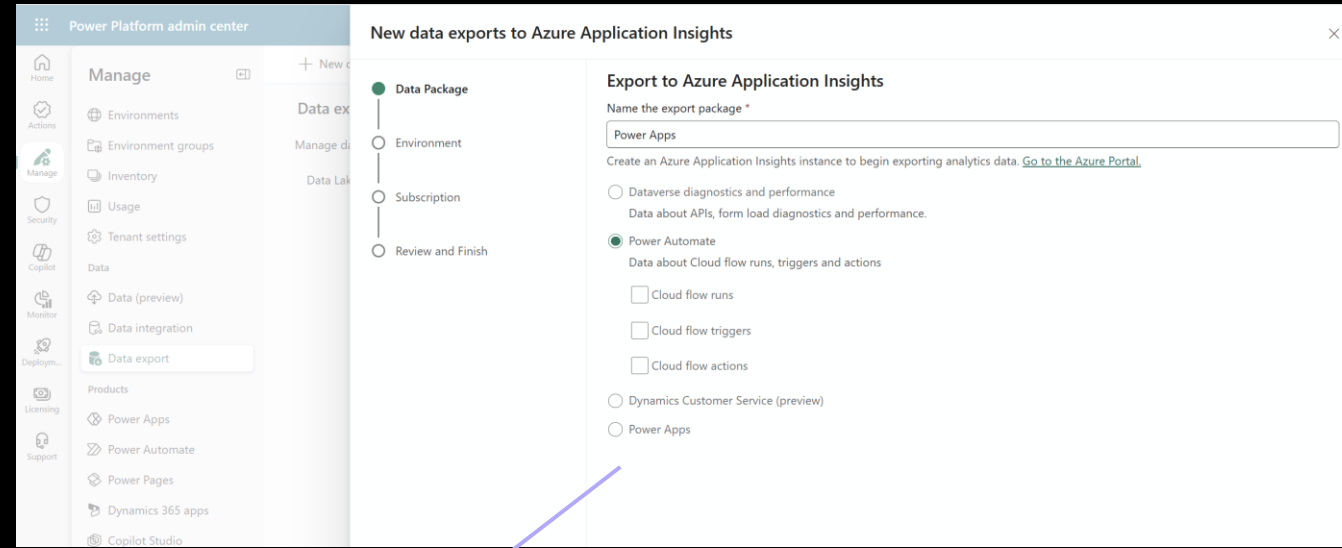 Power Platform admin center
Home
Actions
Manage
Security
Copilot
Monitor
Deploym...
Licensing
Support
Manage
Environments
Environment groups
Inventory
Usage
Tenant settings
Data
Data (preview)
Data integration
Data export
Products
Power Apps
Power Automate
Power Pages
Dynamics 365 apps
Copilot Studio
New d
Data ex
Manage da
Data Lak
New data exports to Azure Application Insights
Data Package
Environment
Subscription
Review and Finish
Export to Azure Application Insights
Name the export package *
Power Apps
Create an Azure Application Insights instance to begin exporting analytics data. Go to the Azure Portal.
Dataverse diagnostics and performance
Data about APIs, form load diagnostics and performance.
Power Automate
Data about Cloud flow runs, triggers and actions
Cloud flow runs
Cloud flow triggers
Cloud flow actions
Dynamics Customer Service (preview)
Power Apps